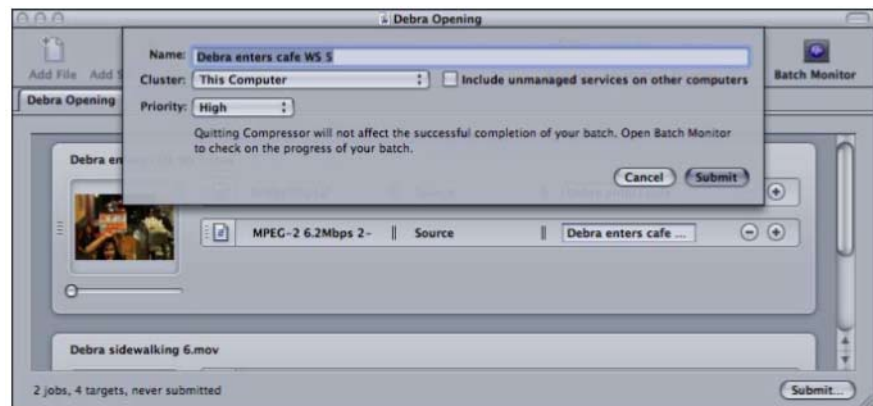 Debra Opening
Add File Add S
Batch Monitor
Name: Debra enters cafe WS 5
Cluster: This Computer
Include unmanaged services on other computers
Debra Opening
Priority: High
Quitting Compressor will not affect the successful completion of your batch. Open Batch Monitor
to check on the progress of your batch.
Cancel Submit
Debra en
MPEG-2 6.2Mbps 2- Source Debra enters cafe ...
Debra sidewalking 6.mov
2 jobs, 4 targets, never submitted
Submit...